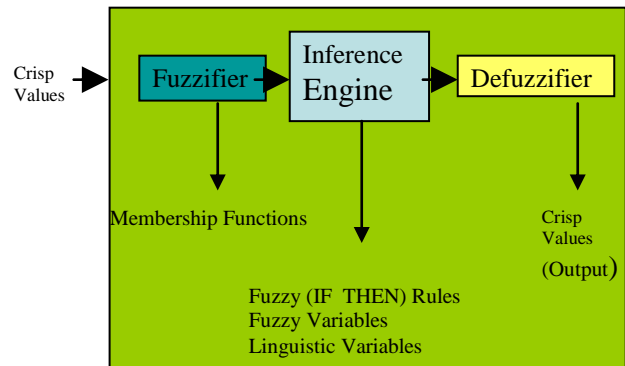 Crisp
Values
Fuzzifier
Inference
Engine
Defuzzifier
Membership Functions
Crisp
Values
(Output)
Fuzzy (IF THEN) Rules
Fuzzy Variables
Linguistic Variables